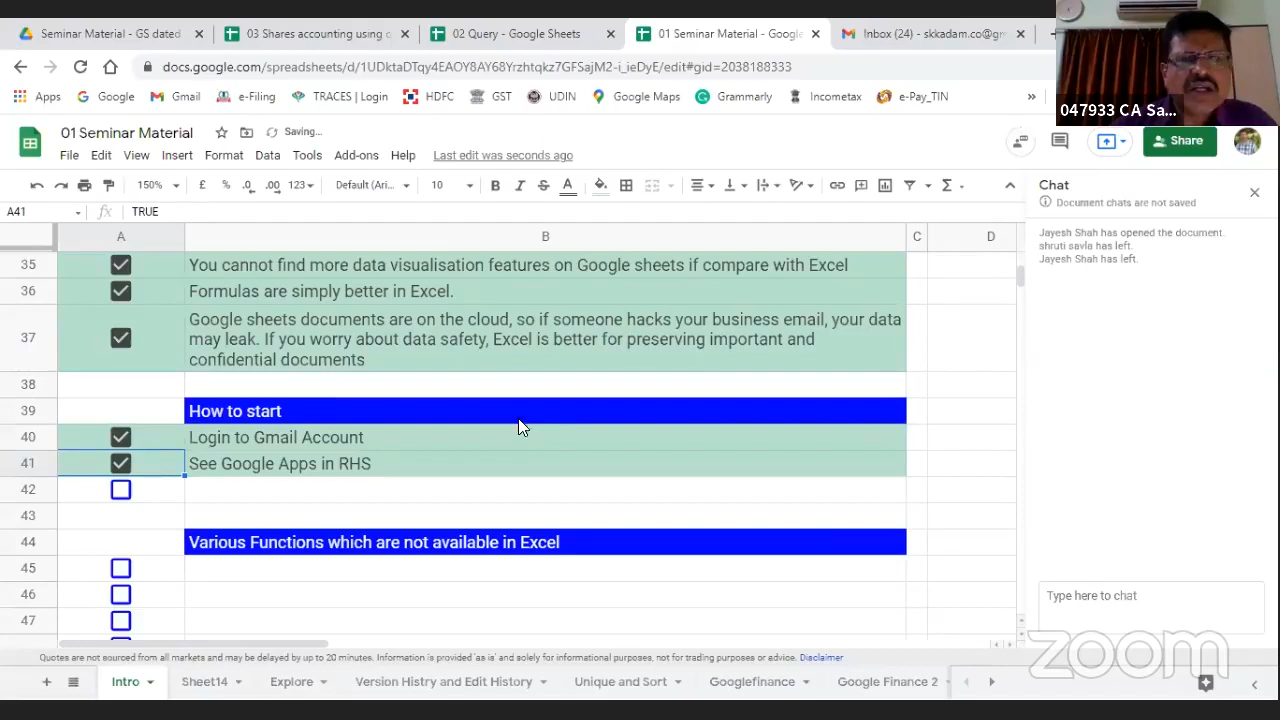 Seminar Material - GS dated
03 Shares accounting using c
02 Query - Google Sheets
01 Seminar Material - Google
Inbox (24) - skkadam.co@gm
docs.google.com/spreadsheets/d/1UDktaDTqy4EAOY8AYKPYrzhtqkz7GFSajM2-i_ieDyE/edit#gid=2038188333
Apps Google Gmail e-Filing TRACES | Login HDFC GST UDIN Google Maps Grammarly Incometax e-Pay_TIN »
047933 CA Sa...
01 Seminar Material Saving...
File Edit View Insert Format Data Tools Add-ons Help Last edit was seconds ago
Share
150% £ % .0 .00 123 Default (Ari... 10 B I S A
A41 fx TRUE
Chat
Document chats are not saved
Jayesh Shah has opened the document.
shruti savla has left.
Jayesh Shah has left.
A B C D
35 You cannot find more data visualisation features on Google sheets if compare with Excel
36 Formulas are simply better in Excel.
37 Google sheets documents are on the cloud, so if someone hacks your business email, your data
may leak. If you worry about data safety, Excel is better for preserving important and
confidential documents
38
39 How to start
40 Login to Gmail Account
41 See Google Apps in RHS
42
43
44 Various Functions which are not available in Excel
45
46
47
Type here to chat
zoom
Quotes are not sourced from all markets and may be delayed by up to 20 minutes. Information is provided 'as is' and solely for informational purposes, not for trading purposes or advice. Disclaimer
Intro Sheet14 Explore Version Histry and Edit History Unique and Sort Googlefinance Google Finance 2